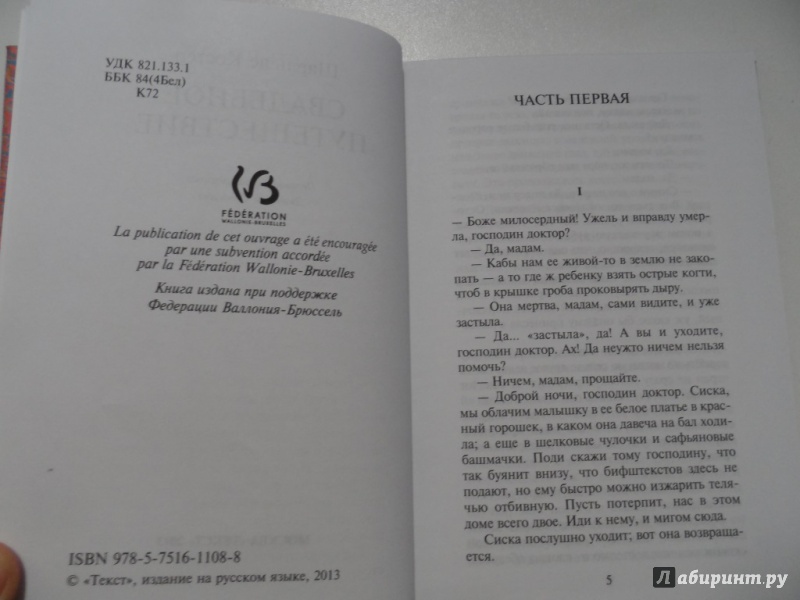 УДК 821.133.1
ББК 84(4Бел)
К72
FÉDÉRATION
WALLONIE-BRUXELLES
La publication de cet ouvrage a été encouragée
par une subvention accordée
par la Fédération Wallonie-Bruxelles
Книга издана при поддержке
Федерации Валлония-Брюссель
ISBN 978-5-7516-1108-8
© «Текст», издание на русском языке, 2013
ЧАСТЬ ПЕРВАЯ
I
— Боже милосердный! Ужель и вправду умер-
ла, господин доктор?
— Да, мадам.
— Кабы нам ее живой-то в землю не зако-
пать — а то где ж ребенку взять острые когти,
чтоб в крышке гроба проковырять дыру.
— Она мертва, мадам, сами видите, и уже
застыла.
— Да... «застыла», да! А вы и уходите,
господин доктор. Ах! Да неужто ничем нельзя
помочь?
— Ничем, мадам, прощайте.
— Доброй ночи, господин доктор. Сиска,
мы облачим малышку в ее белое платье в крас-
ный горошек, в каком она давеча на бал ходи-
ла; а еще в шелковые чулочки и сафьяновые
башмачки. Поди скажи тому господину, что
так буянит внизу, что бифштексов здесь не
подают, но ему быстро можно изжарить теля-
чью отбивную. Пусть потерпит, нас в этом
доме всего двое. Иди к нему, и мигом сюда.
Сиска послушно уходит; вот она возвраща-
ется.
5
Лабиринт.ру